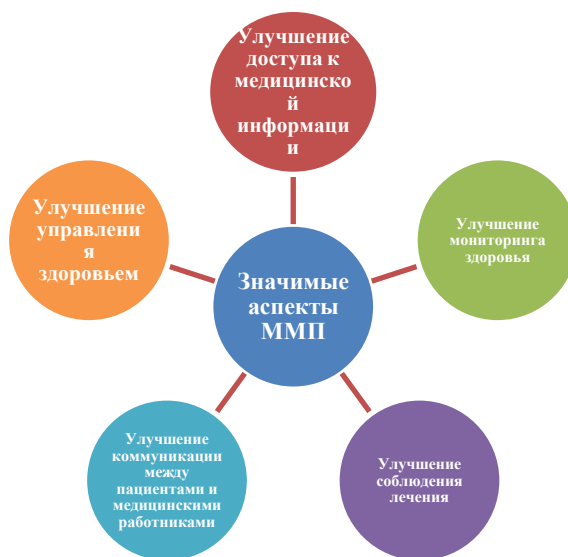 Улучшение
доступа к
медицинско
й
информаци
и
Улучшение
управлени
я
здоровьем
Улучшение
мониторинга
здоровья
Значимые
аспекты
ММП
Улучшение
коммуникации
между
пациентами и
медицинскими
работниками
Улучшение
соблюдения
лечения